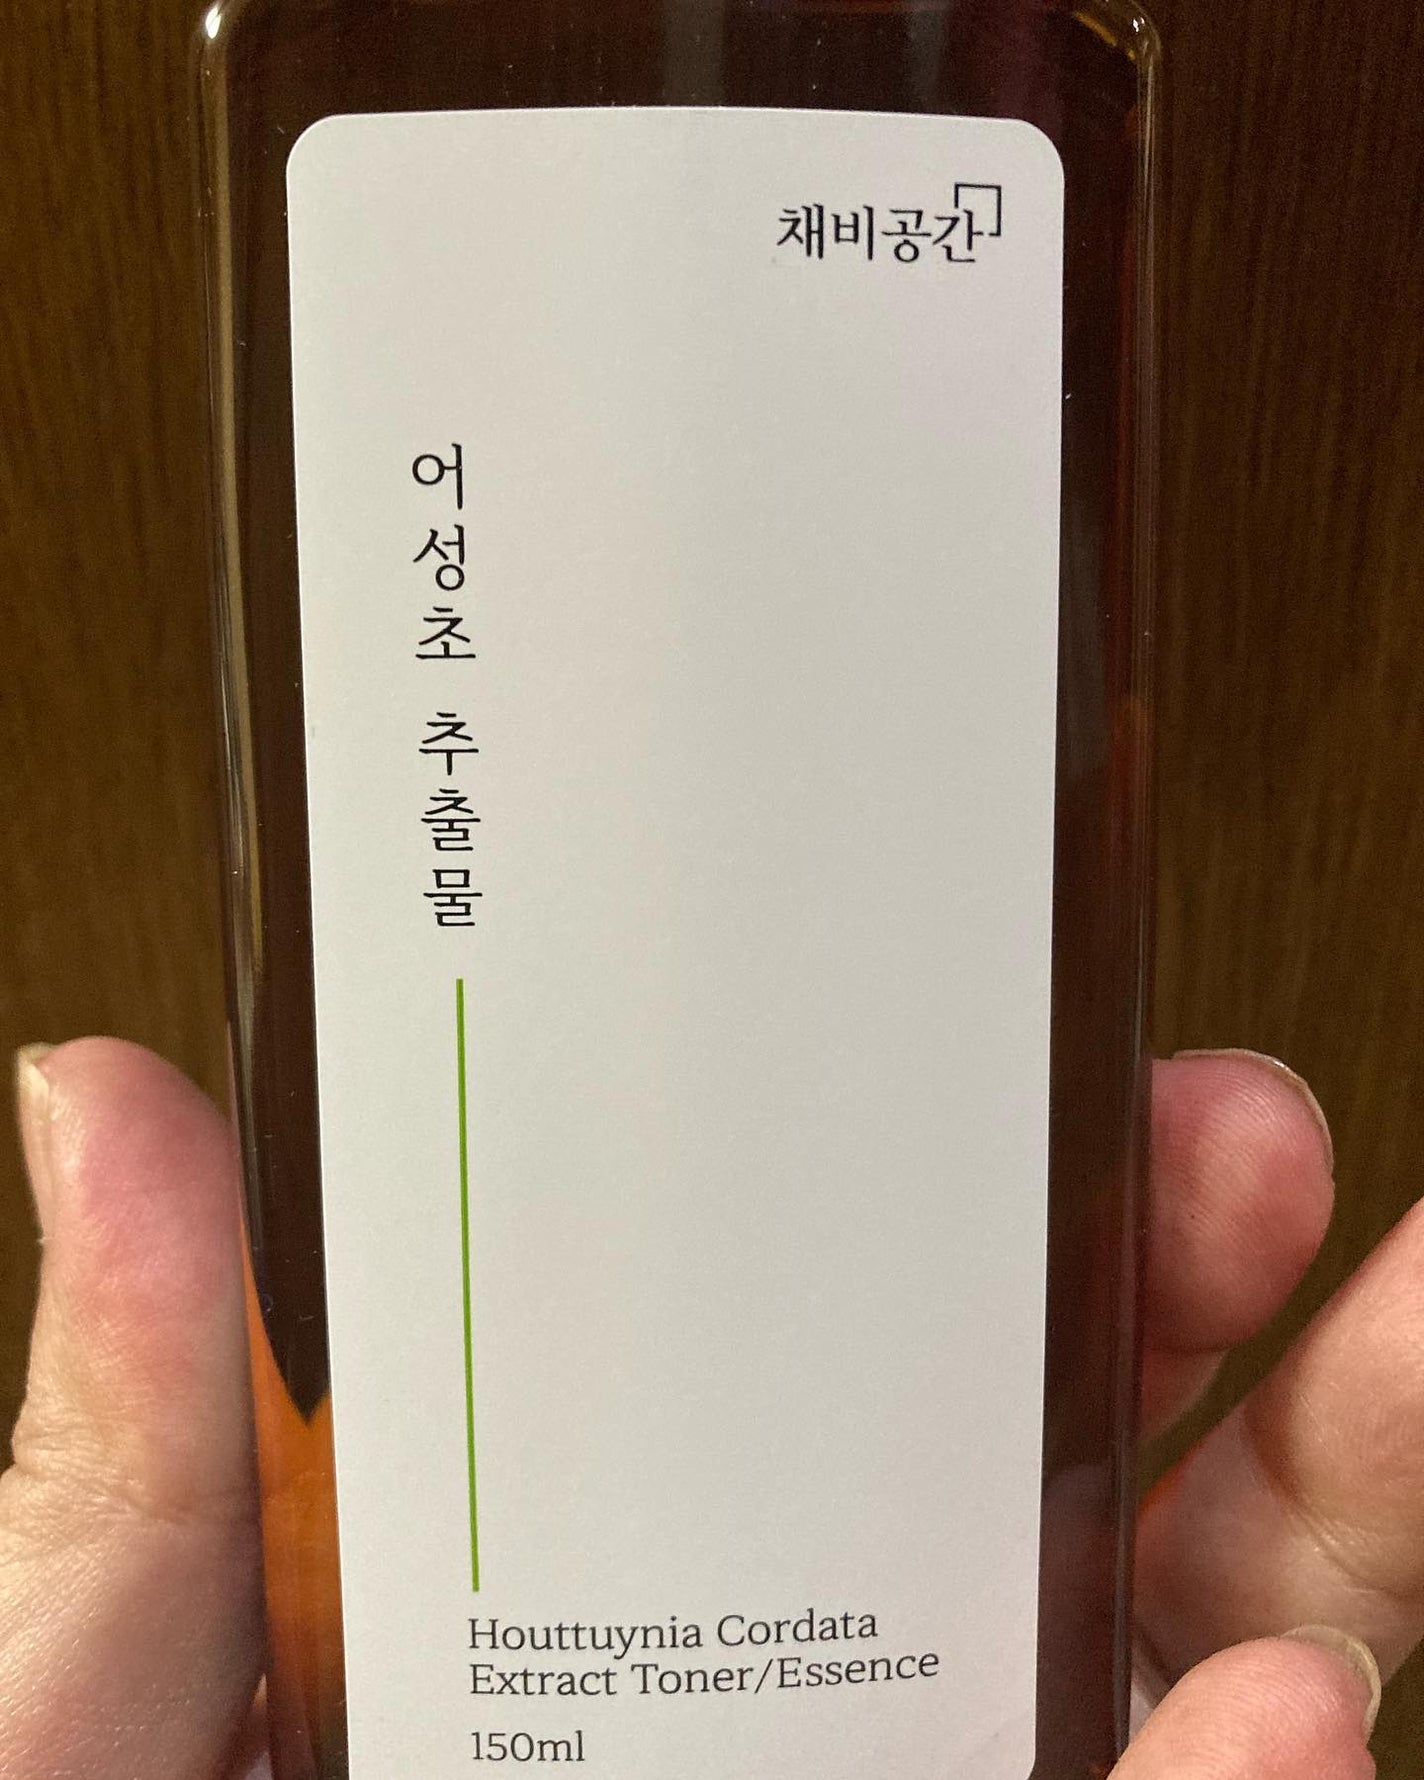 채비공간
어성초 추출물
Houttuynia Cordata
Extract Toner/Essence
150ml